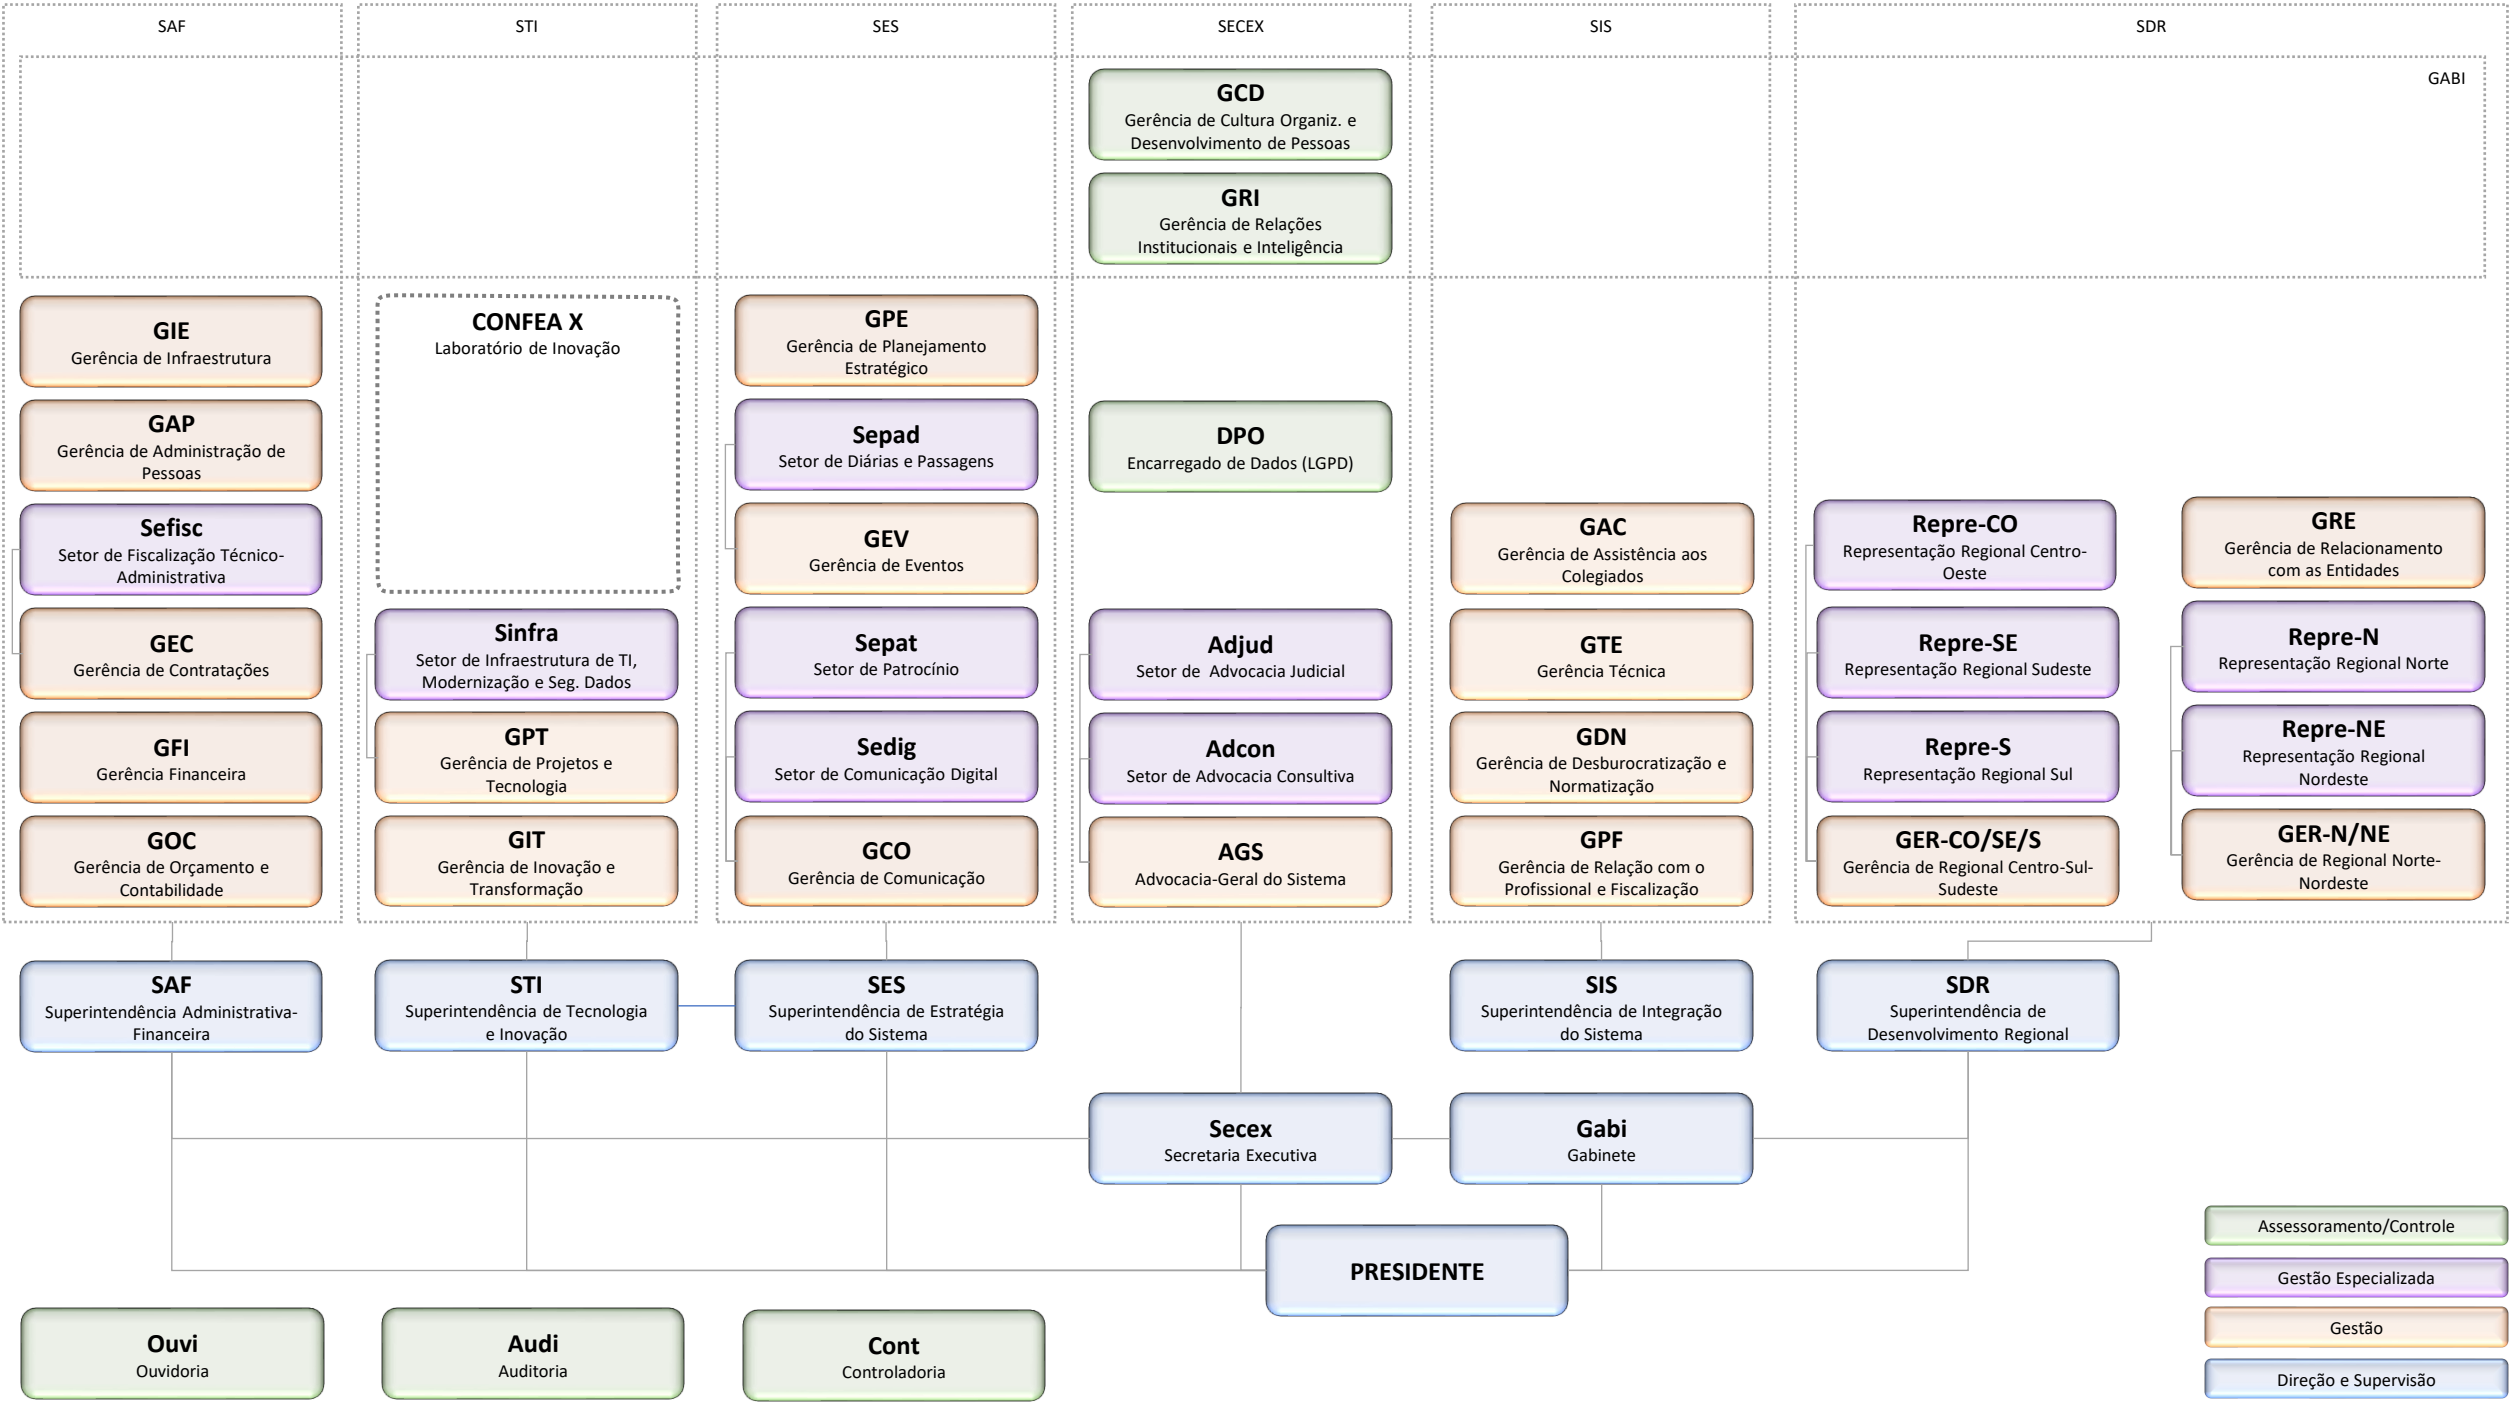 SAF
STI
SES
SECEX
SIS
SDR
GABI
GCD
Gerência de Cultura Organiz. e
Desenvolvimento de Pessoas
GRI
Gerência de Relações
Institucionais e Inteligência
GIE
Gerência de Infraestrutura
GAP
Gerência de Administração de
Pessoas
Sefisc
Setor de Fiscalização Técnico-
Administrativa
GEC
Gerência de Contratações
GFI
Gerência Financeira
GOC
Gerência de Orçamento e
Contabilidade
CONFEA X
Laboratório de Inovação
Sinfra
Setor de Infraestrutura de TI,
Modernização e Seg. Dados
GPT
Gerência de Projetos e
Tecnologia
GIT
Gerência de Inovação e
Transformação
GPE
Gerência de Planejamento
Estratégico
Sepad
Setor de Diárias e Passagens
GEV
Gerência de Eventos
Sepat
Setor de Patrocínio
Sedig
Setor de Comunicação Digital
GCO
Gerência de Comunicação
DPO
Encarregado de Dados (LGPD)
Adjud
Setor de  Advocacia Judicial
Adcon
Setor de Advocacia Consultiva
AGS
Advocacia-Geral do Sistema
GAC
Gerência de Assistência aos
Colegiados
GTE
Gerência Técnica
GDN
Gerência de Desburocratização e
Normatização
GPF
Gerência de Relação com o
Profissional e Fiscalização
Repre-CO
Representação Regional Centro-
Oeste
Repre-SE
Representação Regional Sudeste
Repre-S
Representação Regional Sul
GER-CO/SE/S
Gerência de Regional Centro-Sul-
Sudeste
GRE
Gerência de Relacionamento
com as Entidades
Repre-N
Representação Regional Norte
Repre-NE
Representação Regional
Nordeste
GER-N/NE
Gerência de Regional Norte-
Nordeste
SAF
Superintendência Administrativa-
Financeira
STI
Superintendência de Tecnologia
e Inovação
SES
Superintendência de Estratégia
do Sistema
SIS
Superintendência de Integração
do Sistema
SDR
Superintendência de
Desenvolvimento Regional
Secex
Secretaria Executiva
Gabi
Gabinete
PRESIDENTE
Ouvi
Ouvidoria
Audi
Auditoria
Cont
Controladoria
Assessoramento/Controle
Gestão Especializada
Gestão
Direção e Supervisão